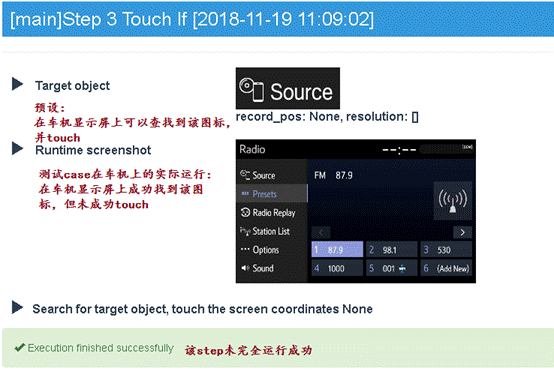 [main]Step 3 Touch If [2018-11-19 11:09:02]
Target object
Source
预设：
在车机显示屏上可以查找到该图标，
并touch
record_pos: None, resolution: []
Runtime screenshot
测试case在车机上的实际运行：
在车机显示屏上成功找到该图
标，但未成功touch
Radio
--:--
Source
FM 87.9
Presets
Radio Replay
Station List
Options
1 87.9
2 98.1
3 530
Sound
4 1000
5 001
6 (Add New)
Search for target object, touch the screen coordinates None
Execution finished successfully 该step未完全运行成功